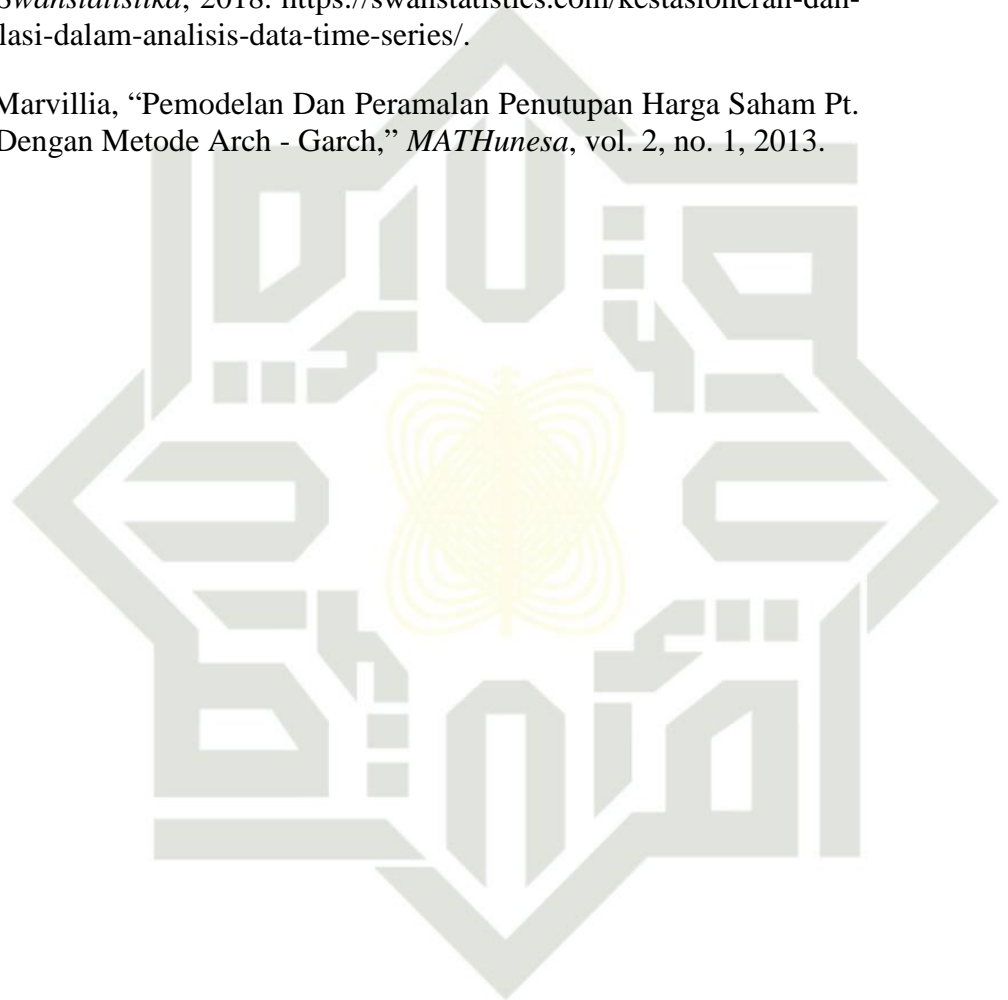 Swanstatistika, 2018. https://swanstatistics.com/kestasioneran-dan-
lasi-dalam-analisis-data-time-series/.
Marvillia, “Pemodelan Dan Peramalan Penutupan Harga Saham Pt.
Dengan Metode Arch - Garch,” MATHunesa, vol. 2, no. 1, 2013.